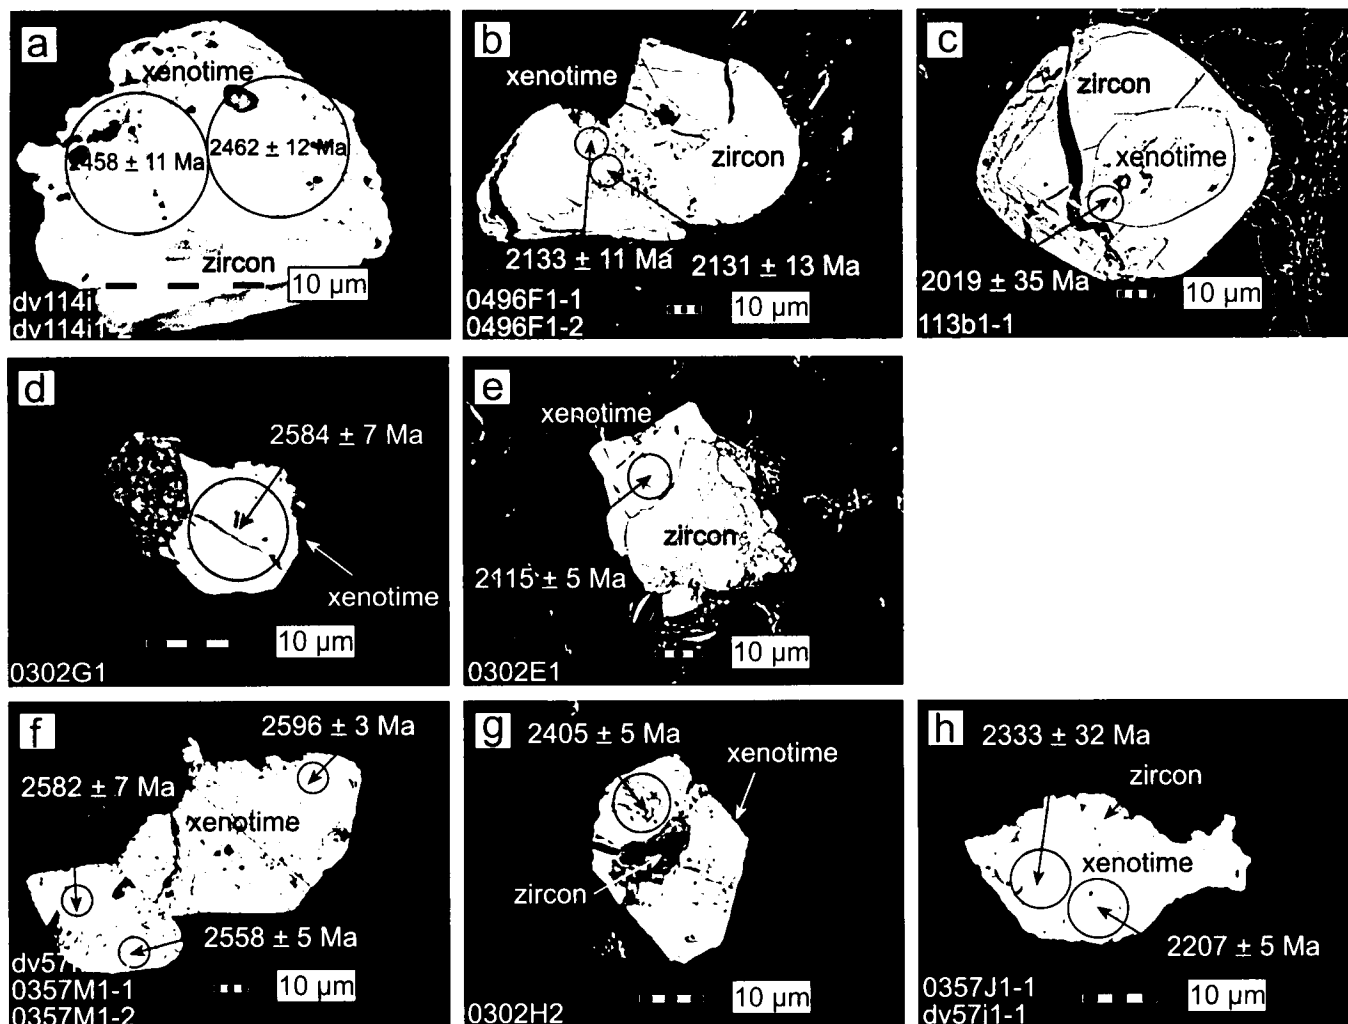 a
xenotime
2458 ± 11 Ma
2462 ± 12 Ma
zircon
10 µm
dv114i
dv114i1-2
b
xenotime
zircon
2133 ± 11 Ma
2131 ± 13 Ma
0496F1-1
0496F1-2
10 µm
c
zircon
xenotime
2019 ± 35 Ma
10 µm
113b1-1
d
2584 ± 7 Ma
xenotime
10 µm
0302G1
e
xenotime
zircon
2115 ± 5 Ma
10 µm
0302E1
f
2596 ± 3 Ma
2582 ± 7 Ma
xenotime
2558 ± 5 Ma
0357M1-1
0357M1-2
10 µm
g
2405 ± 5 Ma
xenotime
zircon
10 µm
0302H2
h
2333 ± 32 Ma
zircon
xenotime
2207 ± 5 Ma
0357J1-1
dv57j1-1
10 µm